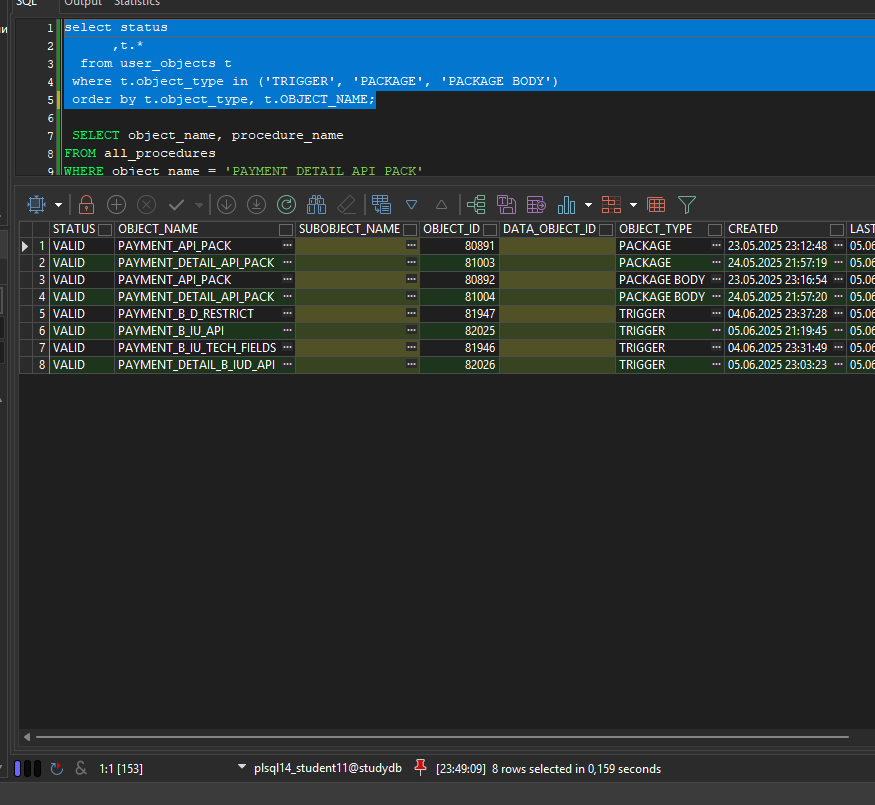 SQL Output Statistics
1 select status
2 ,t.*
3 from user_objects t
4 where t.object_type in ('TRIGGER', 'PACKAGE', 'PACKAGE BODY')
5 order by t.object_type, t.OBJECT_NAME;
6
7 SELECT object_name, procedure_name
8 FROM all_procedures
9 WHERE object_name = 'PAYMENT_DETAIL_API_PACK'
STATUS OBJECT_NAME SUBOBJECT_NAME OBJECT_ID DATA_OBJECT_ID OBJECT_TYPE CREATED LAST
1 VALID PAYMENT_API_PACK ... ... 80891 PACKAGE ... 23.05.2025 23:12:48 ... 05.06
2 VALID PAYMENT_DETAIL_API_PACK ... ... 81003 PACKAGE ... 24.05.2025 21:57:19 ... 05.06
3 VALID PAYMENT_API_PACK ... ... 80892 PACKAGE BODY ... 23.05.2025 23:16:54 ... 05.06
4 VALID PAYMENT_DETAIL_API_PACK ... ... 81004 PACKAGE BODY ... 24.05.2025 21:57:20 ... 05.06
5 VALID PAYMENT_B_D_RESTRICT ... ... 81947 TRIGGER ... 04.06.2025 23:37:28 ... 05.06
6 VALID PAYMENT_B_IU_API ... ... 82025 TRIGGER ... 05.06.2025 21:19:45 ... 05.06
7 VALID PAYMENT_B_IU_TECH_FIELDS ... ... 81946 TRIGGER ... 04.06.2025 23:31:49 ... 05.06
8 VALID PAYMENT_DETAIL_B_IUD_API ... ... 82026 TRIGGER ... 05.06.2025 23:03:23 ... 05.06
& 1:1 [153] plsql14_student11@studydb [23:49:09] 8 rows selected in 0,159 seconds